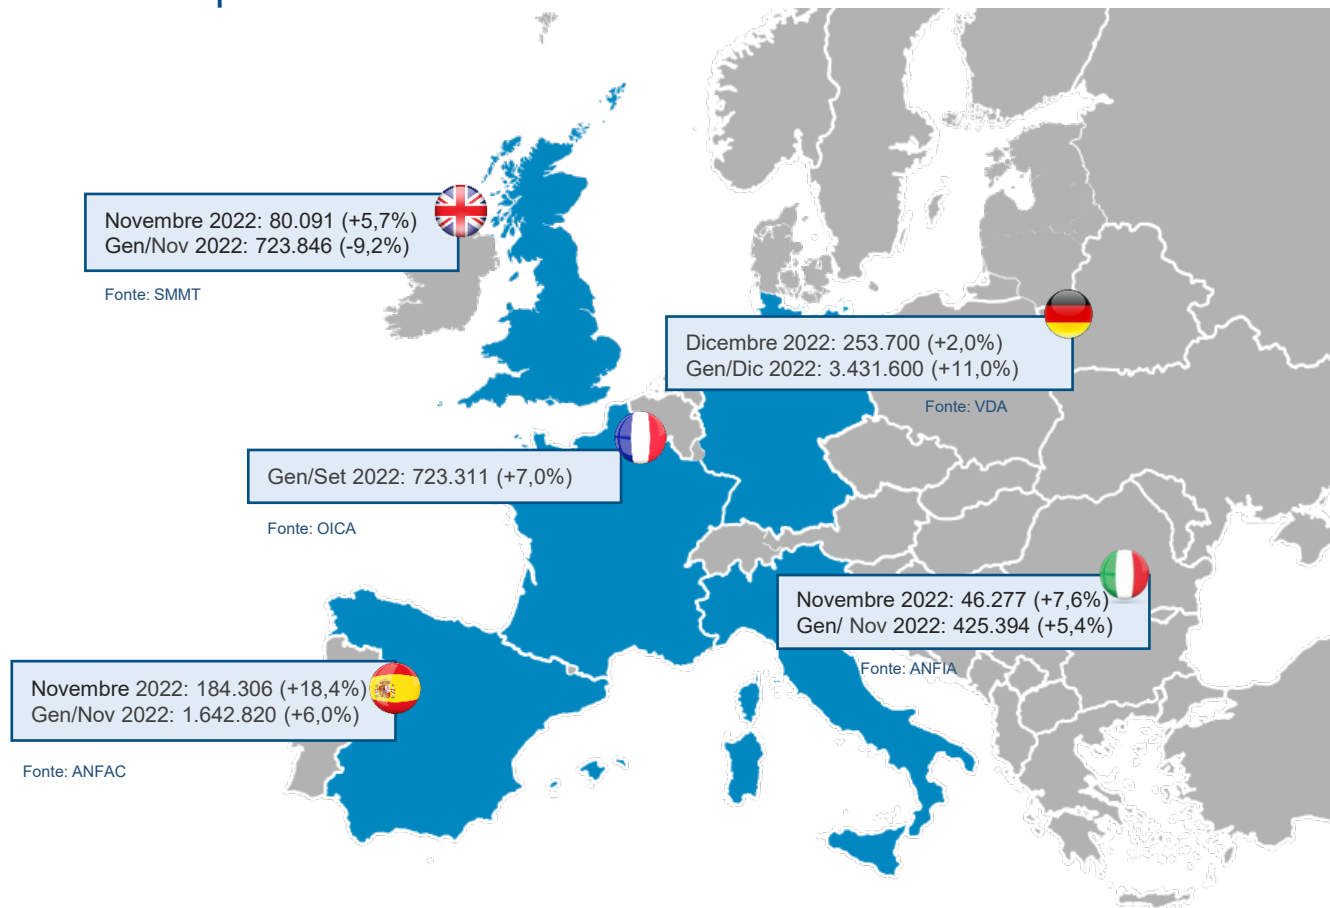 Novembre 2022: 80.091 (+5,7%)
Gen/Nov 2022: 723.846 (-9,2%)
Fonte: SMMT
Dicembre 2022: 253.700 (+2,0%)
Gen/Dic 2022: 3.431.600 (+11,0%)
Fonte: VDA
Gen/Set 2022: 723.311 (+7,0%)
Fonte: OICA
Novembre 2022: 46.277 (+7,6%)
Gen/ Nov 2022: 425.394 (+5,4%)
Fonte: ANFIA
Novembre 2022: 184.306 (+18,4%)
Gen/Nov 2022: 1.642.820 (+6,0%)
Fonte: ANFAC